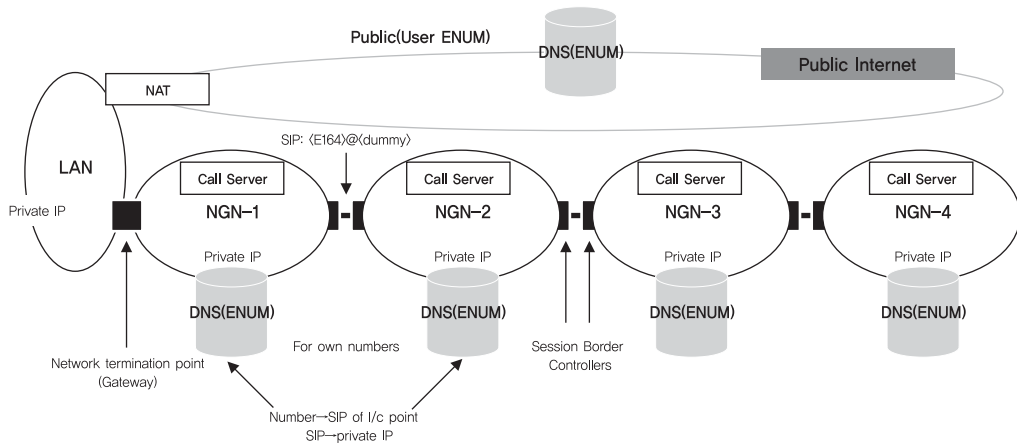 Public(User ENUM)
DNS(ENUM)
Public Internet
NAT
SIP: ⟨E164⟩@⟨dummy⟩
LAN
Private IP
Call Server
NGN-1
Private IP
DNS(ENUM)
Call Server
NGN-2
Private IP
DNS(ENUM)
Call Server
NGN-3
Private IP
DNS(ENUM)
Call Server
NGN-4
Private IP
DNS(ENUM)
Network termination point
(Gateway)
For own numbers
Session Border
Controllers
Number→SIP of I/c point
SIP→private IP